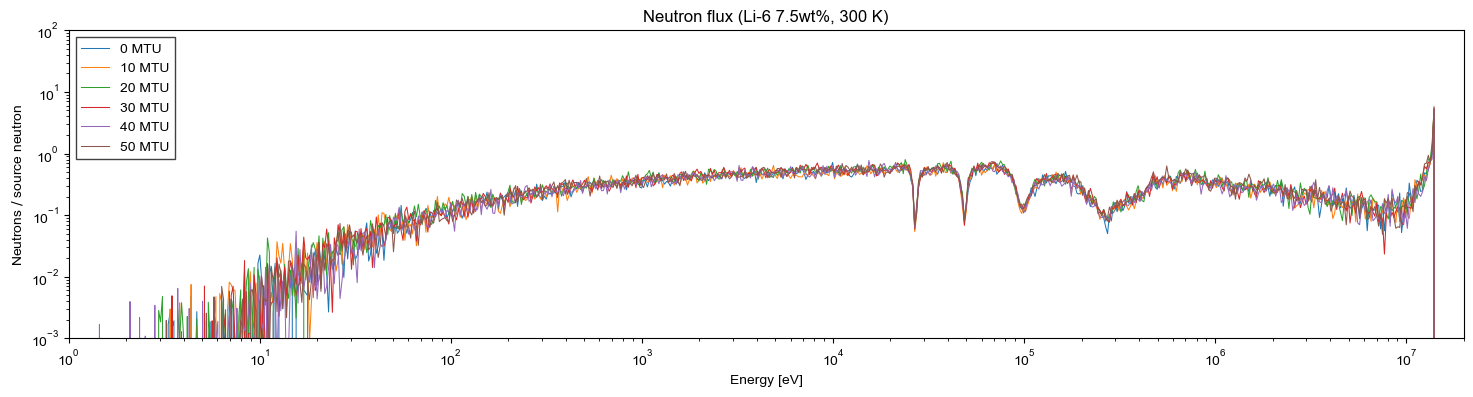 Neutron flux (Li-6 7.5wt%, 300 K)
10²
10¹
10⁰
10⁻¹
10⁻²
10⁻³
Neutrons / source neutron
0 MTU
10 MTU
20 MTU
30 MTU
40 MTU
50 MTU
10⁰ 10¹ 10² 10³ 10⁴ 10⁵ 10⁶ 10⁷
Energy [eV]